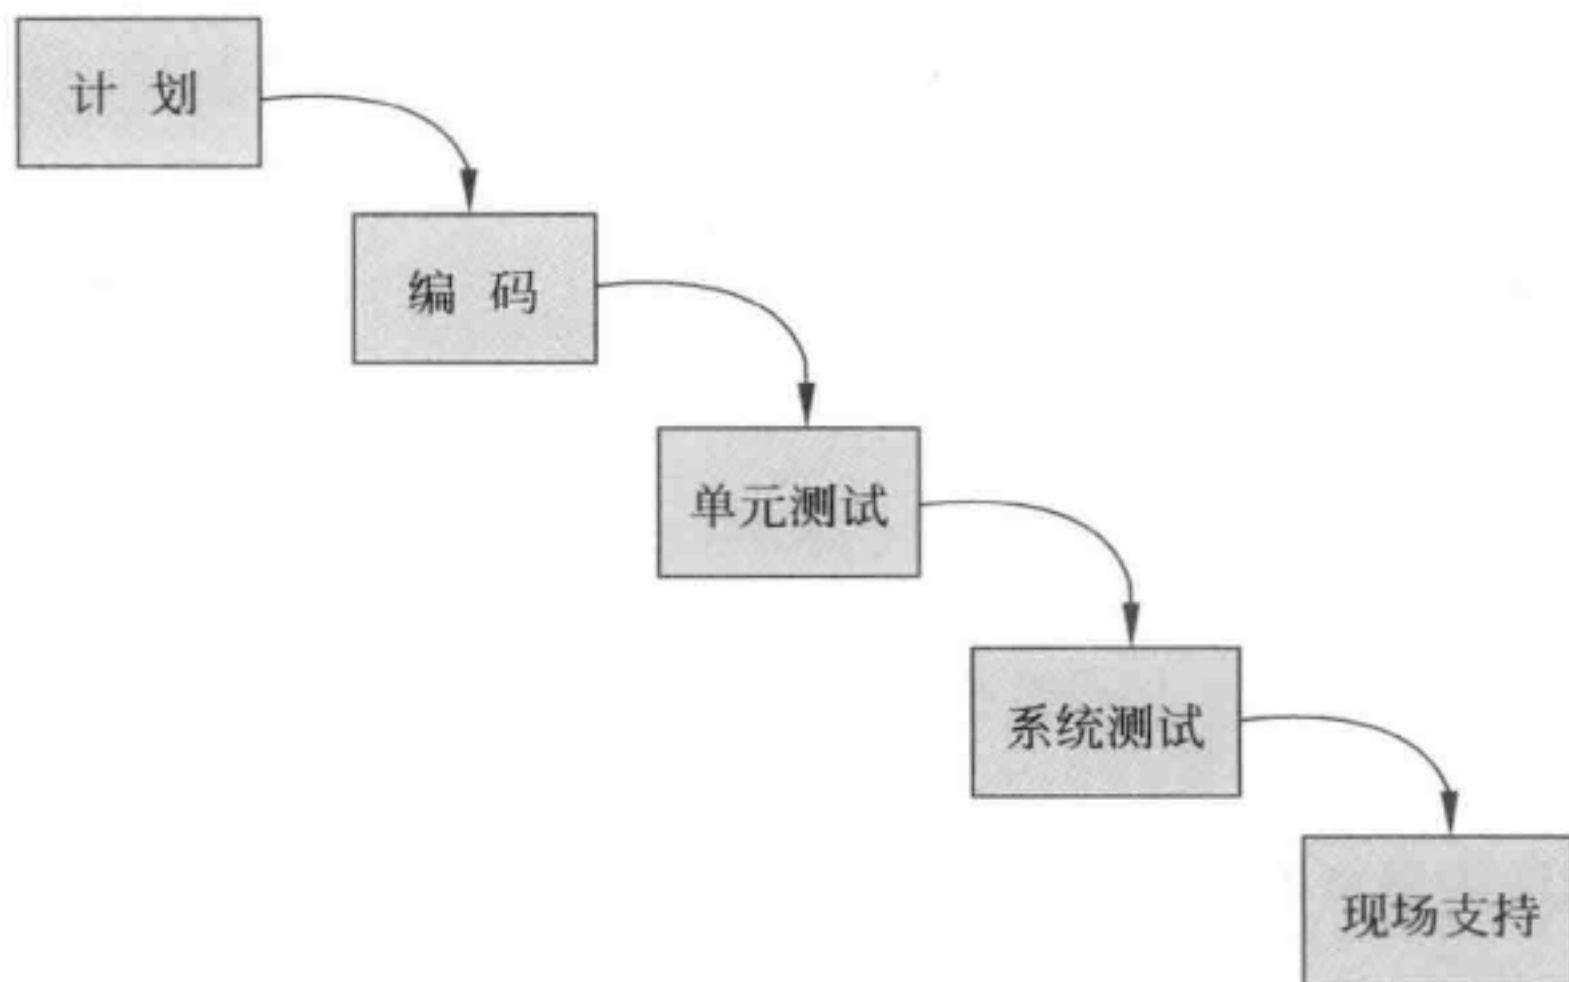 计 划
编 码
单元测试
系统测试
现场支持